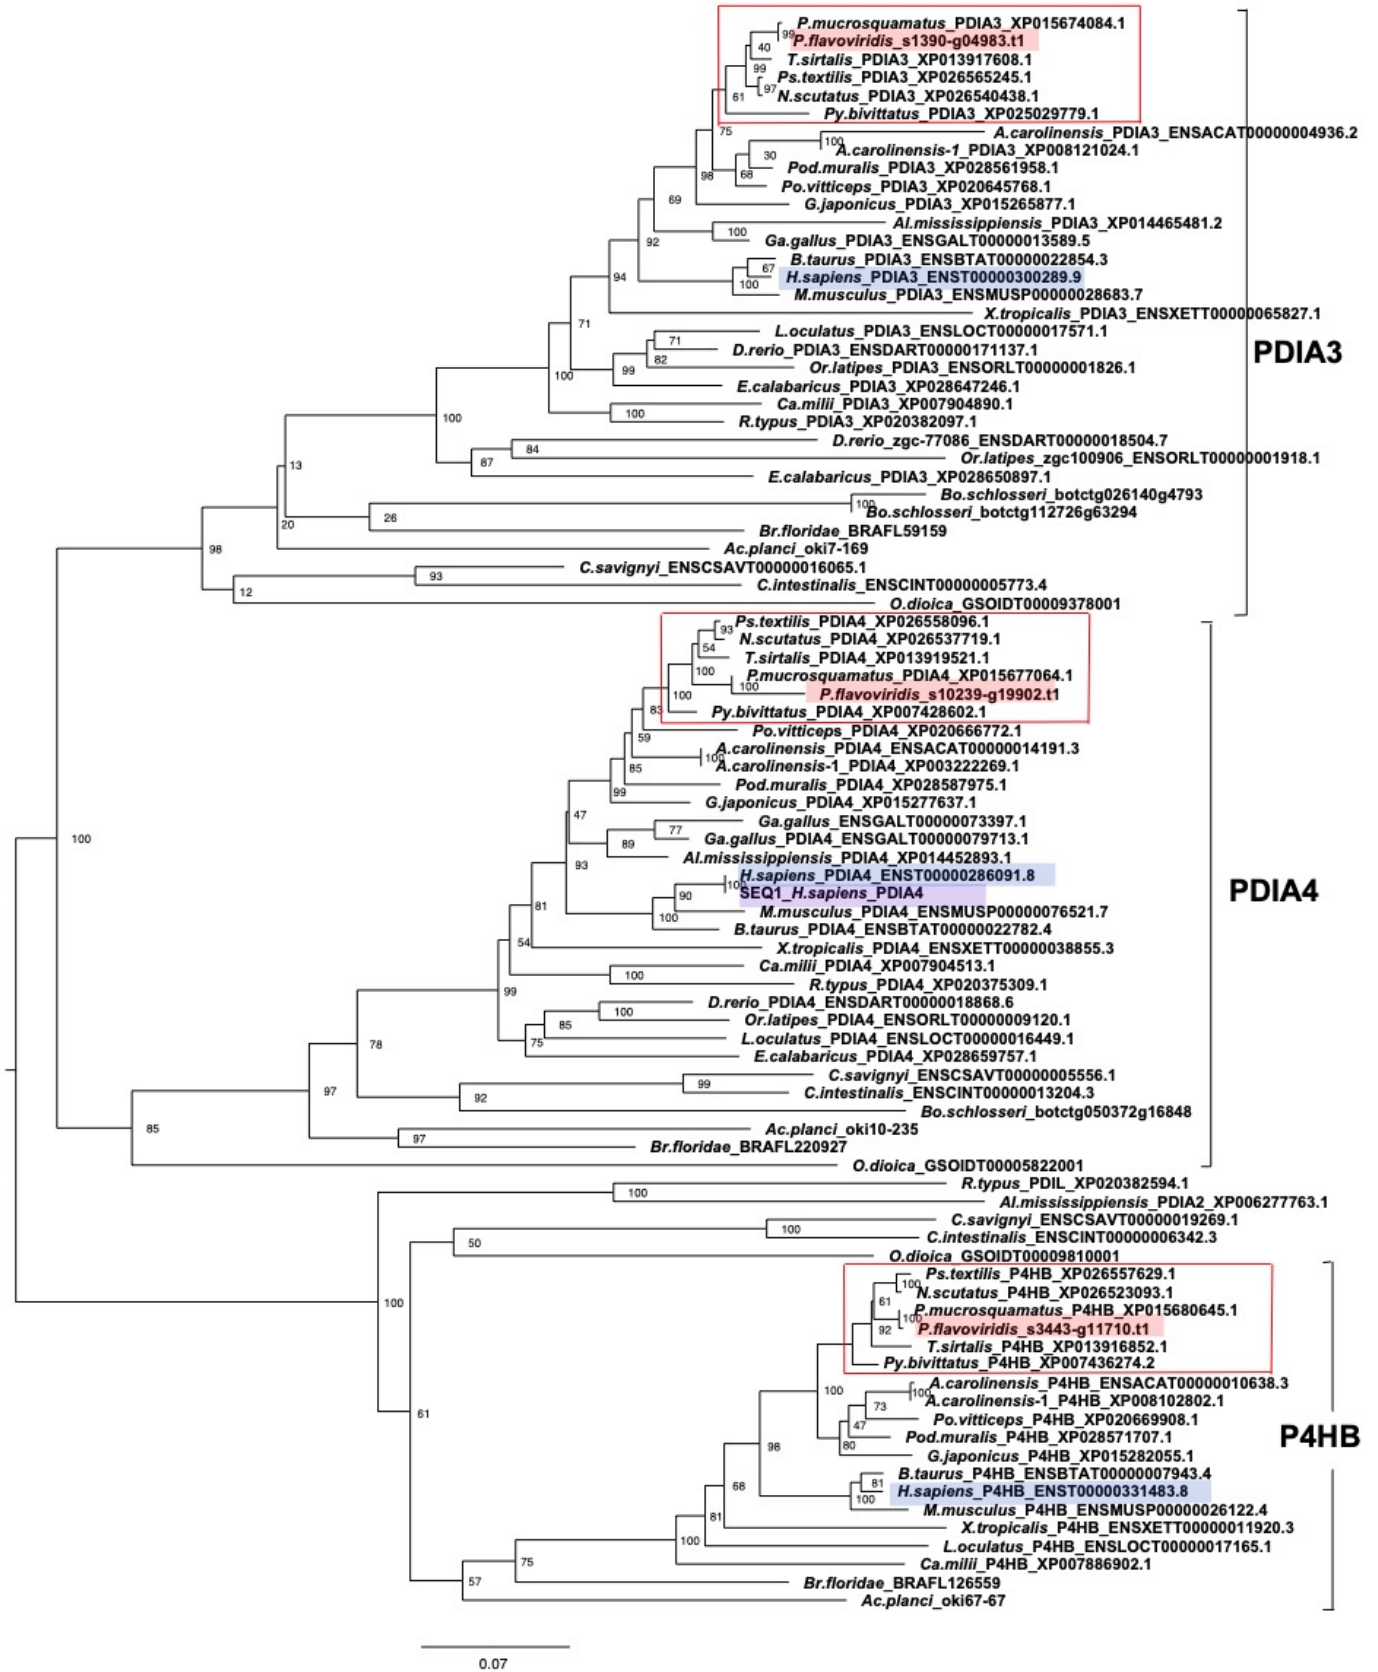 P.mucrosquamatus_PDIA3_XP015674084.1
99
P.flavoviridis_s1390-g04983.t1
40
T.sirtalis_PDIA3_XP013917608.1
99
Ps.textilis_PDIA3_XP026565245.1
97
N.scutatus_PDIA3_XP026540438.1
61
Py.bivittatus_PDIA3_XP025029779.1
75
A.carolinensis_PDIA3_ENSACAT00000004936.2
100
A.carolinensis-1_PDIA3_XP008121024.1
30
Pod.muralis_PDIA3_XP028561958.1
68
98
Po.vitticeps_PDIA3_XP020645768.1
69
G.japonicus_PDIA3_XP015265877.1
Al.mississippiensis_PDIA3_XP014465481.2
100
92
Ga.gallus_PDIA3_ENSGALT00000013589.5
B.taurus_PDIA3_ENSBTAT00000022854.3
67
94
H.sapiens_PDIA3_ENST00000300289.9
100
M.musculus_PDIA3_ENSMUSP00000028683.7
X.tropicalis_PDIA3_ENSXETT00000065827.1
71
L.oculatus_PDIA3_ENSLOCT00000017571.1
71
D.rerio_PDIA3_ENSDART00000171137.1
PDIA3
82
Or.latipes_PDIA3_ENSORLT00000001826.1
99
100
E.calabaricus_PDIA3_XP028647246.1
Ca.milii_PDIA3_XP007904890.1
100
100
R.typus_PDIA3_XP020382097.1
D.rerio_zgc-77086_ENSDART00000018504.7
84
Or.latipes_zgc100906_ENSORLT00000001918.1
87
13
E.calabaricus_PDIA3_XP028650897.1
Bo.schlosseri_botctg026140g4793
100
Bo.schlosseri_botctg112726g63294
26
20
Br.floridae_BRAFL59159
98
Ac.planci_oki7-169
C.savignyi_ENSCSAVT00000016065.1
93
C.intestinalis_ENSCINT00000005773.4
12
O.dioica_GSOIDT00009378001
Ps.textilis_PDIA4_XP026558096.1
93
N.scutatus_PDIA4_XP026537719.1
54
T.sirtalis_PDIA4_XP013919521.1
100
P.mucrosquamatus_PDIA4_XP015677064.1
100
100
P.flavoviridis_s10239-g19902.t1
83
Py.bivittatus_PDIA4_XP007428602.1
59
Po.vitticeps_PDIA4_XP020666772.1
A.carolinensis_PDIA4_ENSACAT00000014191.3
100
85
A.carolinensis-1_PDIA4_XP003222269.1
Pod.muralis_PDIA4_XP028587975.1
99
G.japonicus_PDIA4_XP015277637.1
47
Ga.gallus_ENSGALT00000073397.1
77
Ga.gallus_PDIA4_ENSGALT00000079713.1
89
Al.mississippiensis_PDIA4_XP014452893.1
93
H.sapiens_PDIA4_ENST00000286091.8
100
SEQ1_H.sapiens_PDIA4
90
PDIA4
81
M.musculus_PDIA4_ENSMUSP00000076521.7
100
B.taurus_PDIA4_ENSBTAT00000022782.4
54
X.tropicalis_PDIA4_ENSXETT00000038855.3
Ca.milii_PDIA4_XP007904513.1
100
R.typus_PDIA4_XP020375309.1
99
D.rerio_PDIA4_ENSDART00000018868.6
100
Or.latipes_PDIA4_ENSORLT00000009120.1
85
L.oculatus_PDIA4_ENSLOCT00000016449.1
75
78
E.calabaricus_PDIA4_XP028659757.1
C.savignyi_ENSCSAVT00000005556.1
99
97
C.intestinalis_ENSCINT00000013204.3
92
Bo.schlosseri_botctg050372g16848
100
85
Ac.planci_oki10-235
97
Br.floridae_BRAFL220927
O.dioica_GSOIDT00005822001
R.typus_PDIL_XP020382594.1
100
Al.mississippiensis_PDIA2_XP006277763.1
C.savignyi_ENSCSAVT00000019269.1
100
C.intestinalis_ENSCINT00000006342.3
50
O.dioica_GSOIDT00009810001
Ps.textilis_P4HB_XP026557629.1
100
N.scutatus_P4HB_XP026523093.1
61
100
P.mucrosquamatus_P4HB_XP015680645.1
100
P.flavoviridis_s3443-g11710.t1
92
T.sirtalis_P4HB_XP013916852.1
Py.bivittatus_P4HB_XP007436274.2
A.carolinensis_P4HB_ENSACAT00000010638.3
100
100
A.carolinensis-1_P4HB_XP008102802.1
73
61
Po.vitticeps_P4HB_XP020669908.1
47
Pod.muralis_P4HB_XP028571707.1
P4HB
80
98
G.japonicus_P4HB_XP015282055.1
B.taurus_P4HB_ENSBTAT00000007943.4
81
68
H.sapiens_P4HB_ENST00000331483.8
100
M.musculus_P4HB_ENSMUSP00000026122.4
81
X.tropicalis_P4HB_ENSXETT00000011920.3
100
L.oculatus_P4HB_ENSLOCT00000017165.1
75
Ca.milii_P4HB_XP007886902.1
57
Br.floridae_BRAFL126559
Ac.planci_oki67-67
0.07